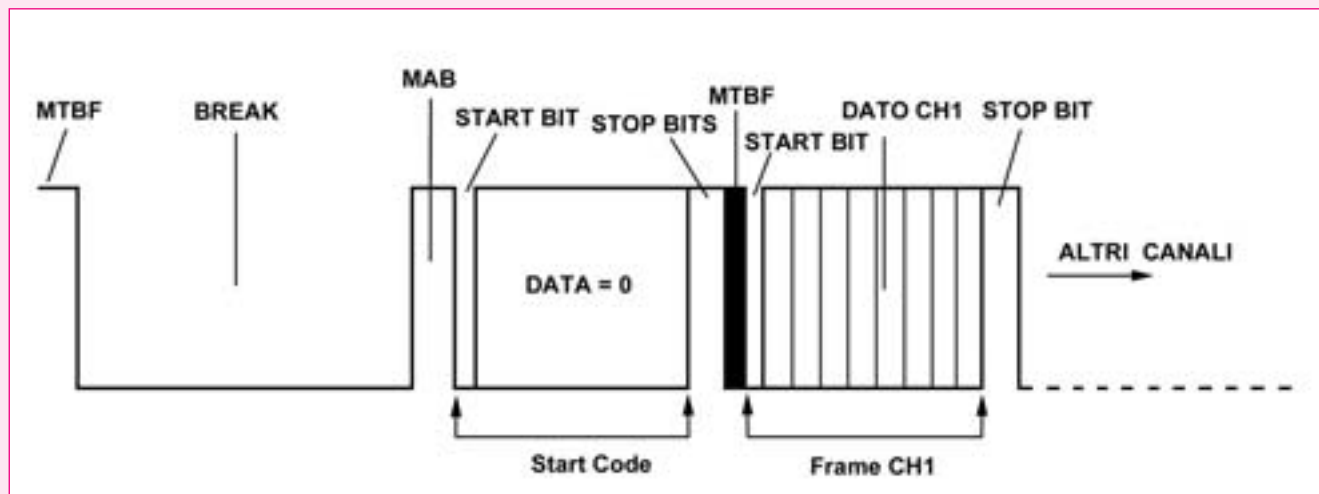 MTBF
BREAK
MAB
START BIT
STOP BITS
MTBF
START BIT
DATO CH1
STOP BIT
DATA = 0
ALTRI CANALI
Start Code
Frame CH1